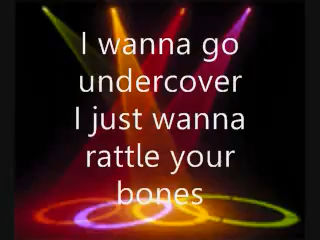 I wanna go
undercover
I just wanna
rattle your
bones